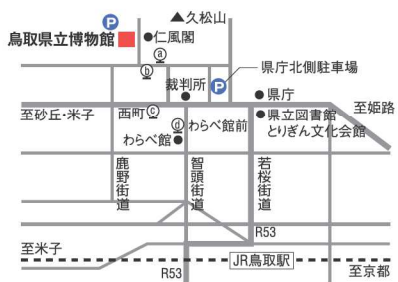 ▲久松山
P
鳥取県立博物館
●仁風閣
ⓐ
ⓑ
裁判所
P
県庁北側駐車場
●県庁
至姫路
至砂丘・米子
西町ⓒ
ⓓ
わらべ館前
●県立図書館
とりぎん文化会館
わらべ館●
鹿野街道
智頭街道
若桜街道
R53
至米子
JR鳥取駅
R53
至京都